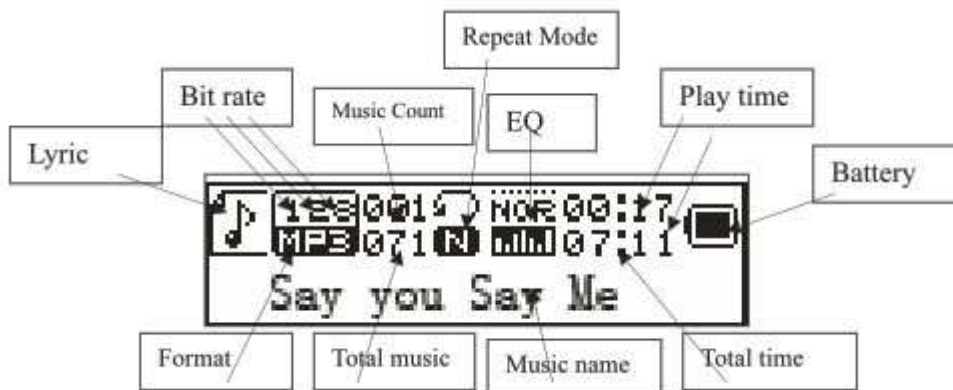 Repeat Mode
Bit rate
Music Count
EQ
Play time
Lyric
Battery
128 001 NOR 00:17
MP3 071 N 07:11
Say you Say Me
Format
Total music
Music name
Total time